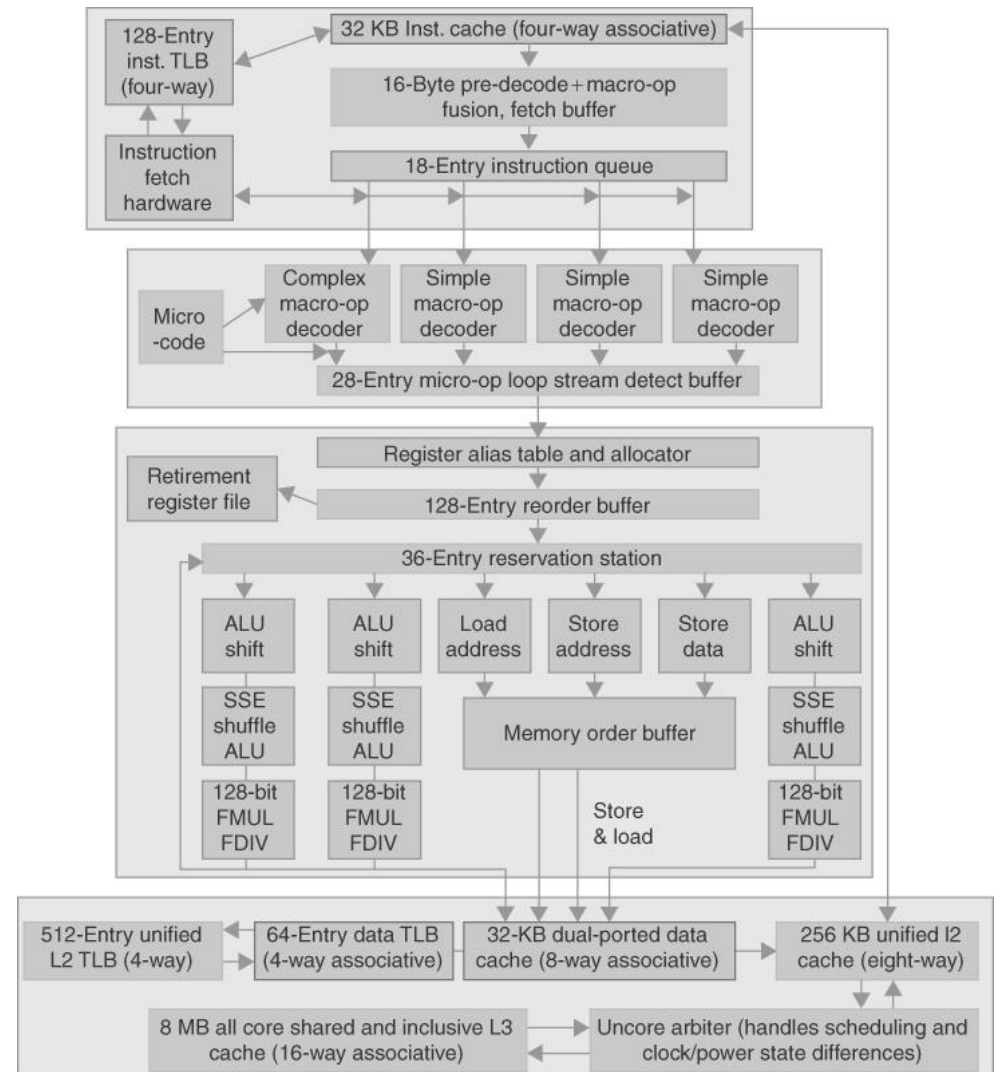 128-Entry
inst. TLB
(four-way)
32 KB Inst. cache (four-way associative)
16-Byte pre-decode+macro-op
fusion, fetch buffer
Instruction
fetch
hardware
18-Entry instruction queue
Micro
-code
Complex
macro-op
decoder
Simple
macro-op
decoder
Simple
macro-op
decoder
Simple
macro-op
decoder
28-Entry micro-op loop stream detect buffer
Register alias table and allocator
Retirement
register file
128-Entry reorder buffer
36-Entry reservation station
ALU
shift
ALU
shift
Load
address
Store
address
Store
data
ALU
shift
SSE
shuffle
ALU
SSE
shuffle
ALU
Memory order buffer
SSE
shuffle
ALU
128-bit
FMUL
FDIV
128-bit
FMUL
FDIV
Store
& load
128-bit
FMUL
FDIV
512-Entry unified
L2 TLB (4-way)
64-Entry data TLB
(4-way associative)
32-KB dual-ported data
cache (8-way associative)
256 KB unified l2
cache (eight-way)
8 MB all core shared and inclusive L3
cache (16-way associative)
Uncore arbiter (handles scheduling and
clock/power state differences)